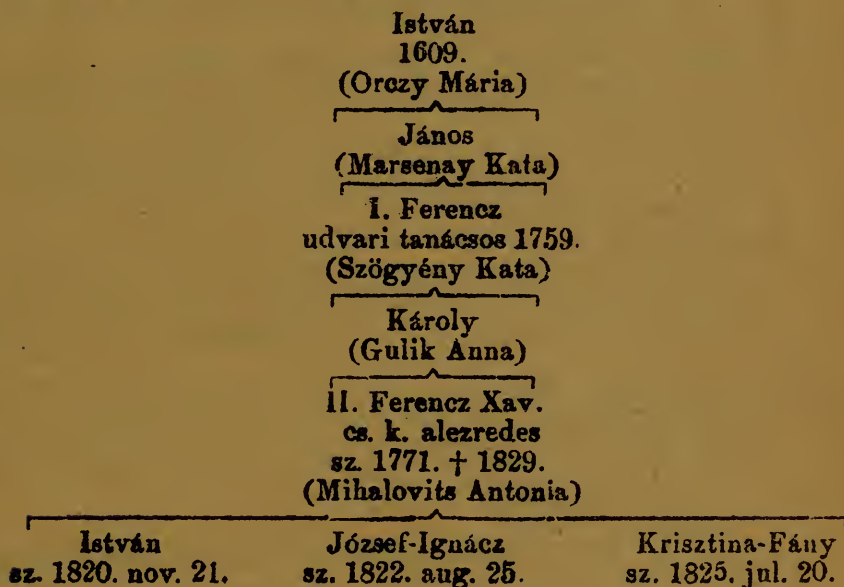 István
1609.
(Orczy Mária)
János
(Marsenay Kata)
I. Ferencz
udvari tanácsos 1759.
(Szögyény Kata)
Károly
(Gulik Anna)
II. Ferencz Xav.
cs. k. alezredes
sz. 1771. † 1829.
(Mihalovits Antonia)
István József-Ignácz Krisztina-Fány
sz. 1820. nov. 21. sz. 1822. aug. 25. sz. 1825. jul. 20.